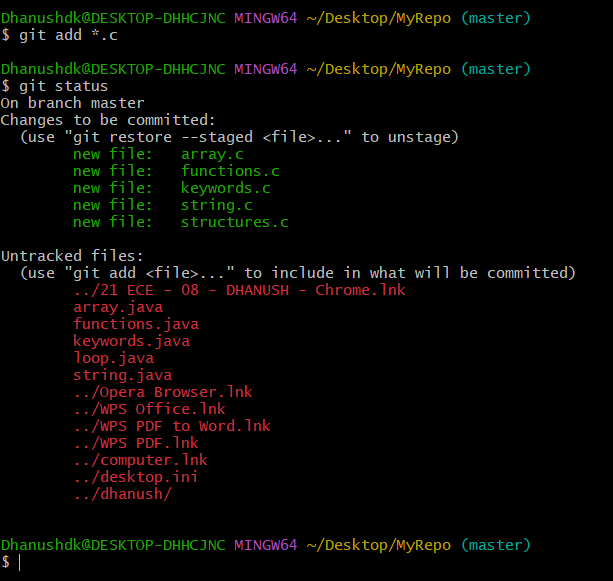 Dhanushdk@DESKTOP-DHHCJNC MINGW64 ~/Desktop/MyRepo (master)
$ git add *.c
Dhanushdk@DESKTOP-DHHCJNC MINGW64 ~/Desktop/MyRepo (master)
$ git status
On branch master
Changes to be committed:
  (use "git restore --staged <file>..." to unstage)
        new file:   array.c
        new file:   functions.c
        new file:   keywords.c
        new file:   string.c
        new file:   structures.c
Untracked files:
  (use "git add <file>..." to include in what will be committed)
        ../21 ECE - 08 - DHANUSH - Chrome.lnk
        array.java
        functions.java
        keywords.java
        loop.java
        string.java
        ../Opera Browser.lnk
        ../WPS Office.lnk
        ../WPS PDF to Word.lnk
        ../WPS PDF.lnk
        ../computer.lnk
        ../desktop.ini
        ../dhanush/
Dhanushdk@DESKTOP-DHHCJNC MINGW64 ~/Desktop/MyRepo (master)
$